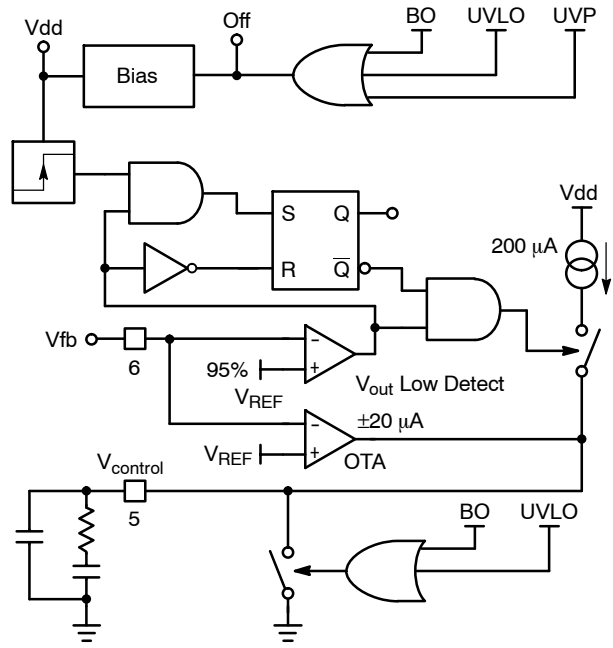 BO UVLO UVP
Vdd Off
Bias
S Q
R Q̅
Vdd
200 μA
Vfb
6
95%
VREF
Vout Low Detect
±20 μA
VREF
OTA
Vcontrol
5
BO UVLO